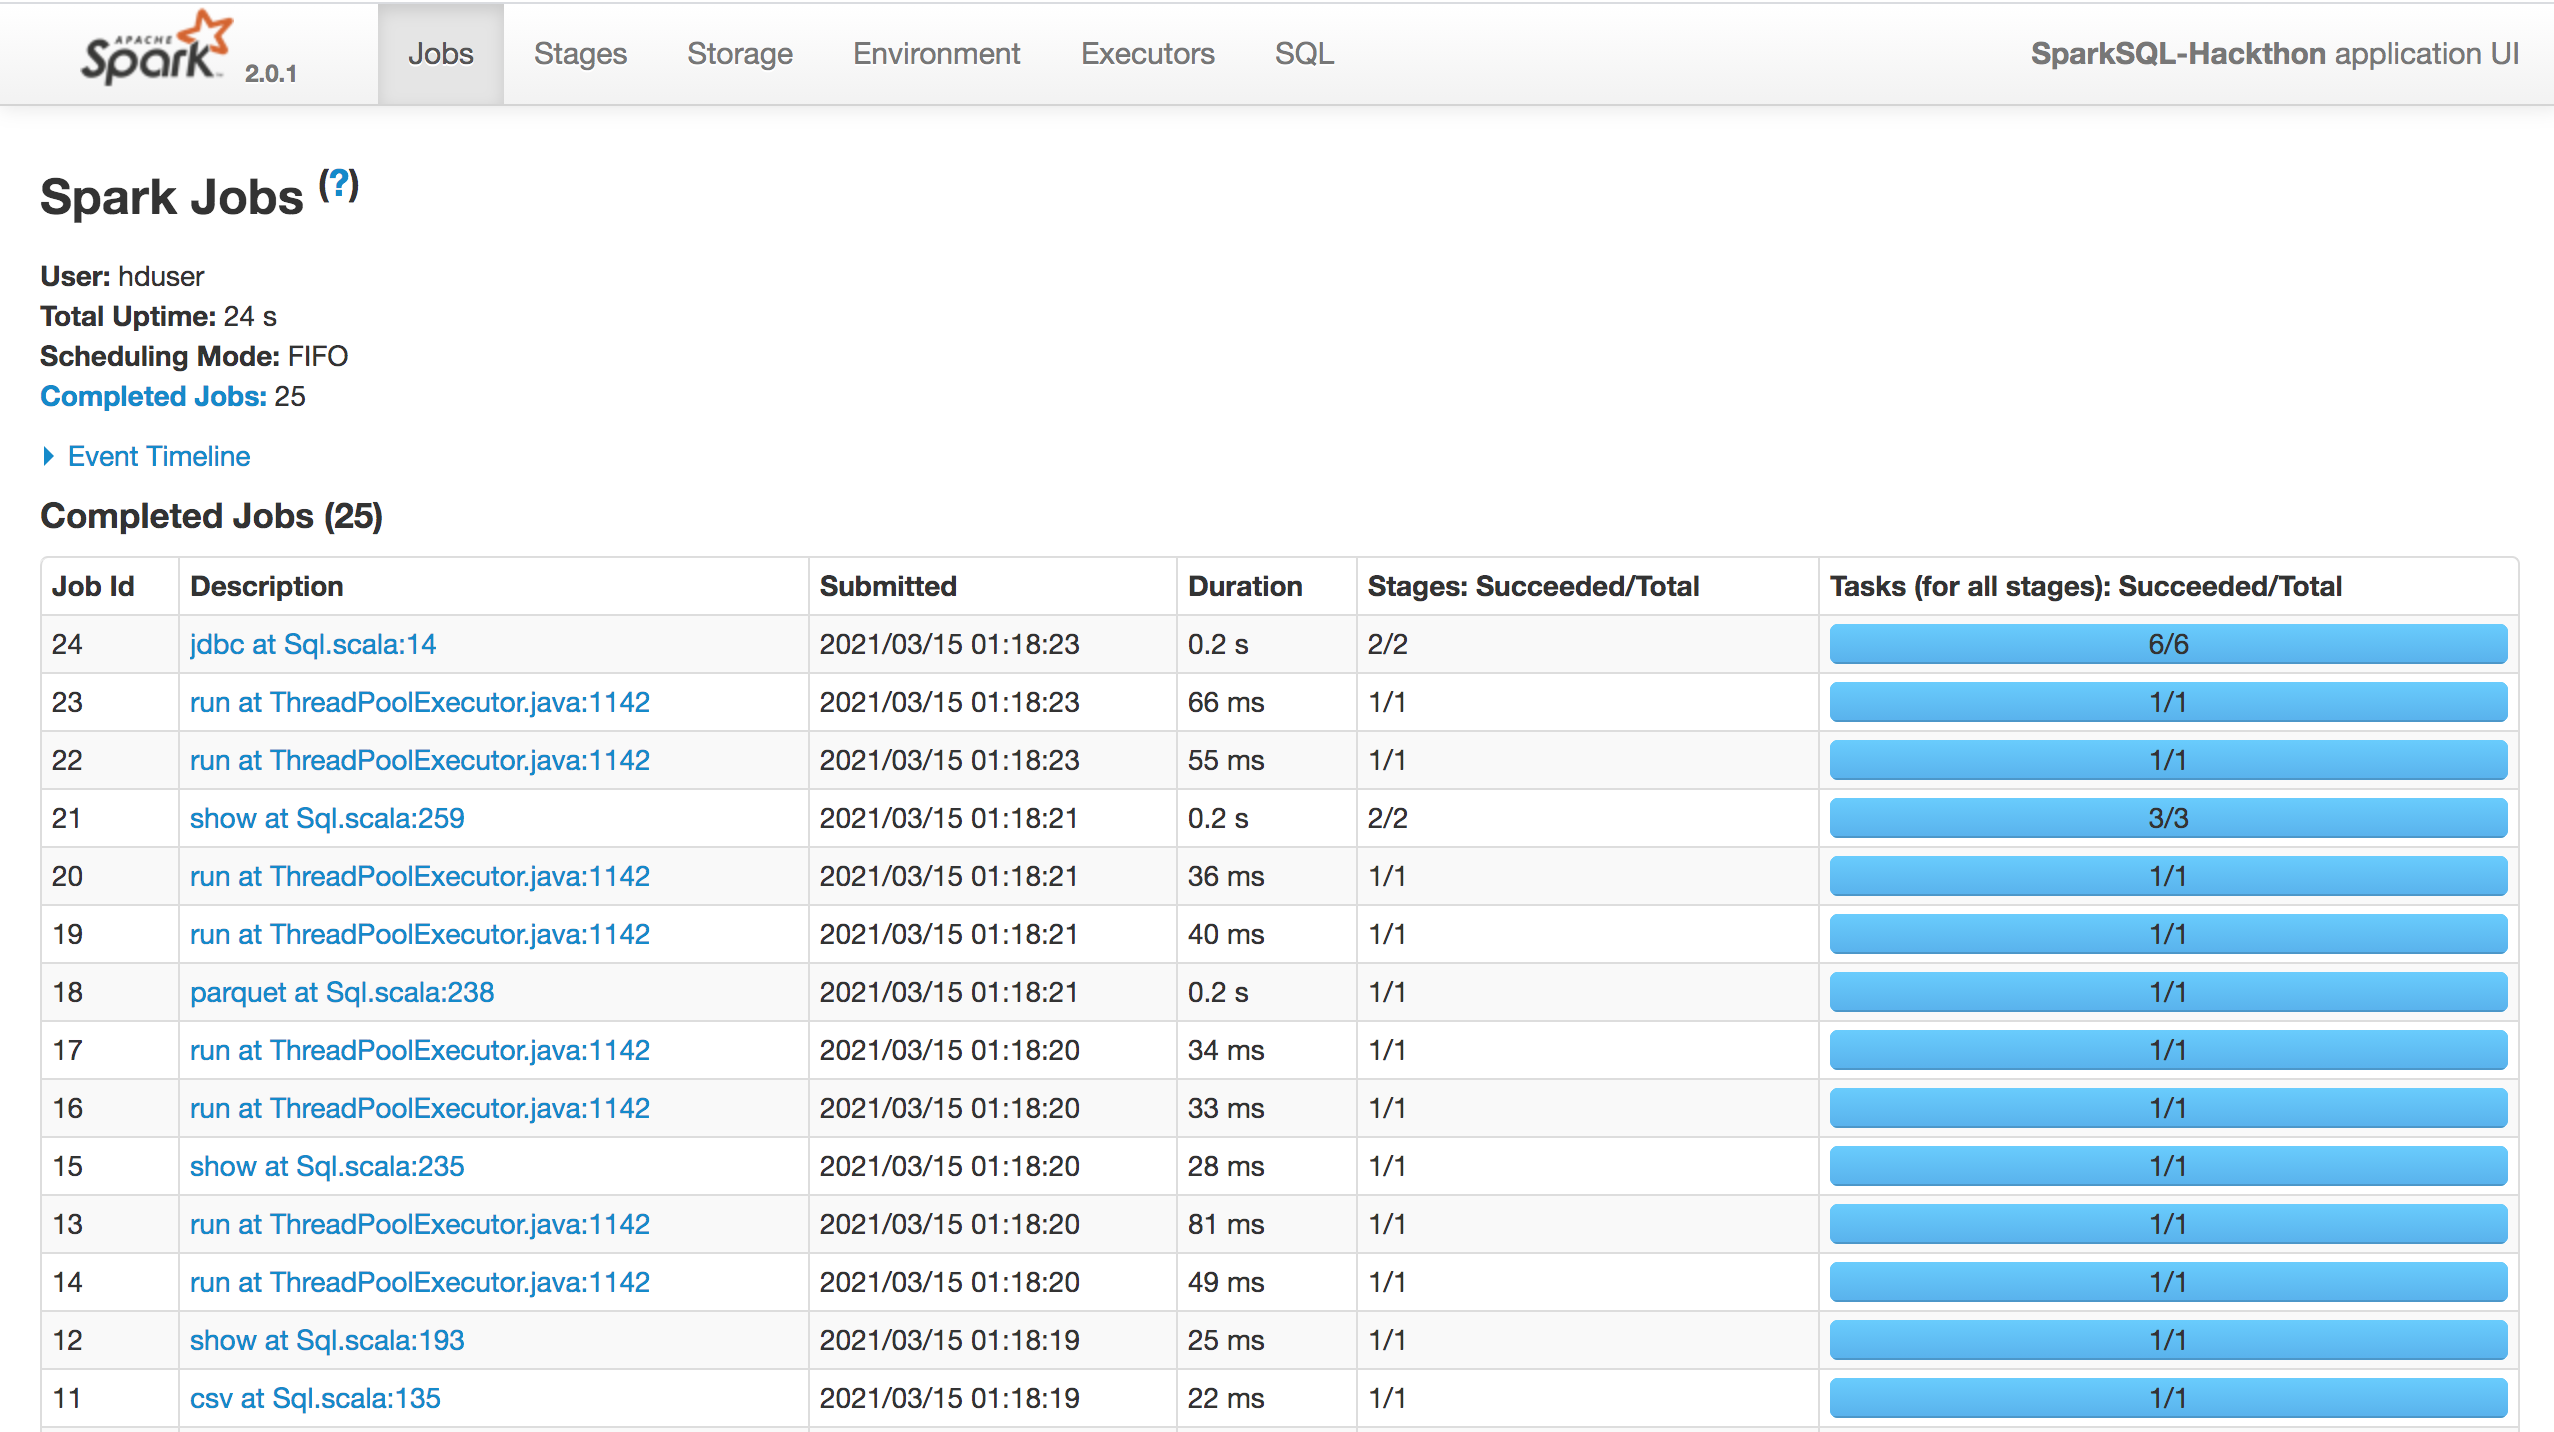 APACHE Spark™ 2.0.1 Jobs Stages Storage Environment Executors SQL SparkSQL-Hackthon application UI
Spark Jobs (?)
User: hduser
Total Uptime: 24 s
Scheduling Mode: FIFO
Completed Jobs: 25
Event Timeline
Completed Jobs (25)
Job Id Description Submitted Duration Stages: Succeeded/Total Tasks (for all stages): Succeeded/Total
24 jdbc at Sql.scala:14 2021/03/15 01:18:23 0.2 s 2/2 6/6
23 run at ThreadPoolExecutor.java:1142 2021/03/15 01:18:23 66 ms 1/1 1/1
22 run at ThreadPoolExecutor.java:1142 2021/03/15 01:18:23 55 ms 1/1 1/1
21 show at Sql.scala:259 2021/03/15 01:18:21 0.2 s 2/2 3/3
20 run at ThreadPoolExecutor.java:1142 2021/03/15 01:18:21 36 ms 1/1 1/1
19 run at ThreadPoolExecutor.java:1142 2021/03/15 01:18:21 40 ms 1/1 1/1
18 parquet at Sql.scala:238 2021/03/15 01:18:21 0.2 s 1/1 1/1
17 run at ThreadPoolExecutor.java:1142 2021/03/15 01:18:20 34 ms 1/1 1/1
16 run at ThreadPoolExecutor.java:1142 2021/03/15 01:18:20 33 ms 1/1 1/1
15 show at Sql.scala:235 2021/03/15 01:18:20 28 ms 1/1 1/1
13 run at ThreadPoolExecutor.java:1142 2021/03/15 01:18:20 81 ms 1/1 1/1
14 run at ThreadPoolExecutor.java:1142 2021/03/15 01:18:20 49 ms 1/1 1/1
12 show at Sql.scala:193 2021/03/15 01:18:19 25 ms 1/1 1/1
11 csv at Sql.scala:135 2021/03/15 01:18:19 22 ms 1/1 1/1